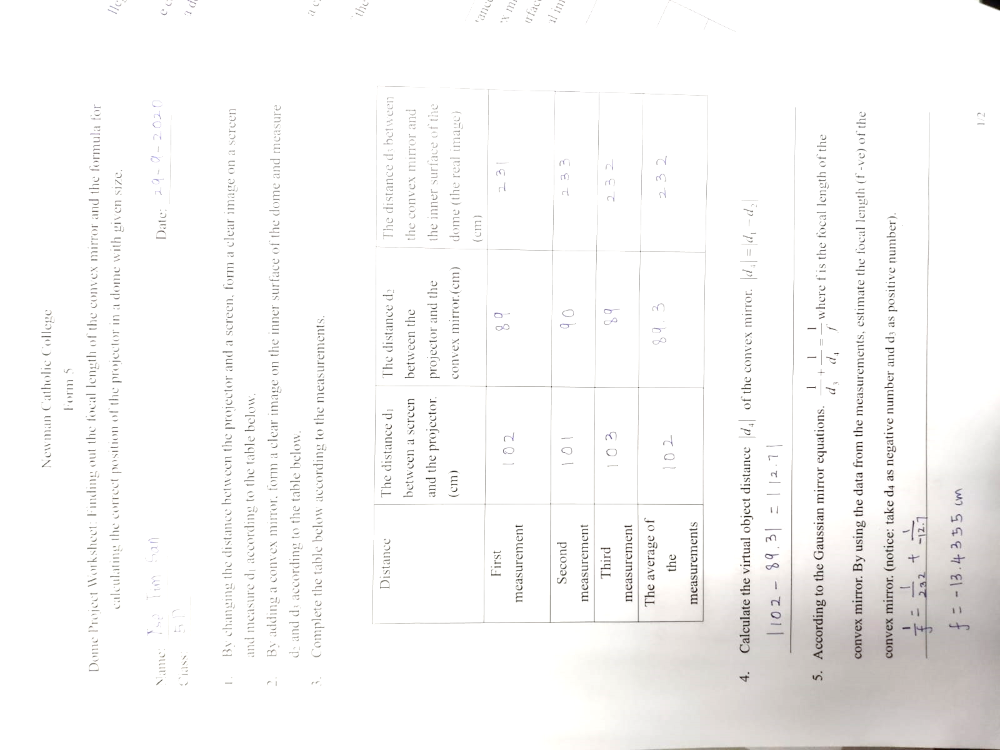 Newman Catholic College
Form 5
Dome Project Worksheet: Finding out the focal length of the convex mirror and the formula for
calculating the correct position of the projector in a dome with given size.
Name: Tse Tim San Date: 29-9-2020
Class: 5D
1. By changing the distance between the projector and a screen, form a clear image on a screen
and measure d₁ according to the table below.
2. By adding a convex mirror, form a clear image on the inner surface of the dome and measure
d₂ and d₃ according to the table below.
3. Complete the table below according to the measurements.
Distance
The distance d₁
between a screen
and the projector.
(cm)
The distance d₂
between the
projector and the
convex mirror.(cm)
The distance d₃ between
the convex mirror and
the inner surface of the
dome (the real image)
(cm)
First
measurement
102 89 231
Second
measurement
101 90 233
Third
measurement
103 89 232
The average of
the
measurements
102 89.3 232
4. Calculate the virtual object distance |d₄| of the convex mirror. |d₄| = |d₁ – d₂|
|102 - 89.3| = |12.7|
5. According to the Gaussian mirror equations. 1/d₃ + 1/d₄ = 1/f where f is the focal length of the
convex mirror. By using the data from the measurements, estimate the focal length (f -ve) of the
convex mirror. (notice: take d₄ as negative number and d₃ as positive number).
1/f = 1/232 + 1/-12.7
f = -13.4355 cm
1/2